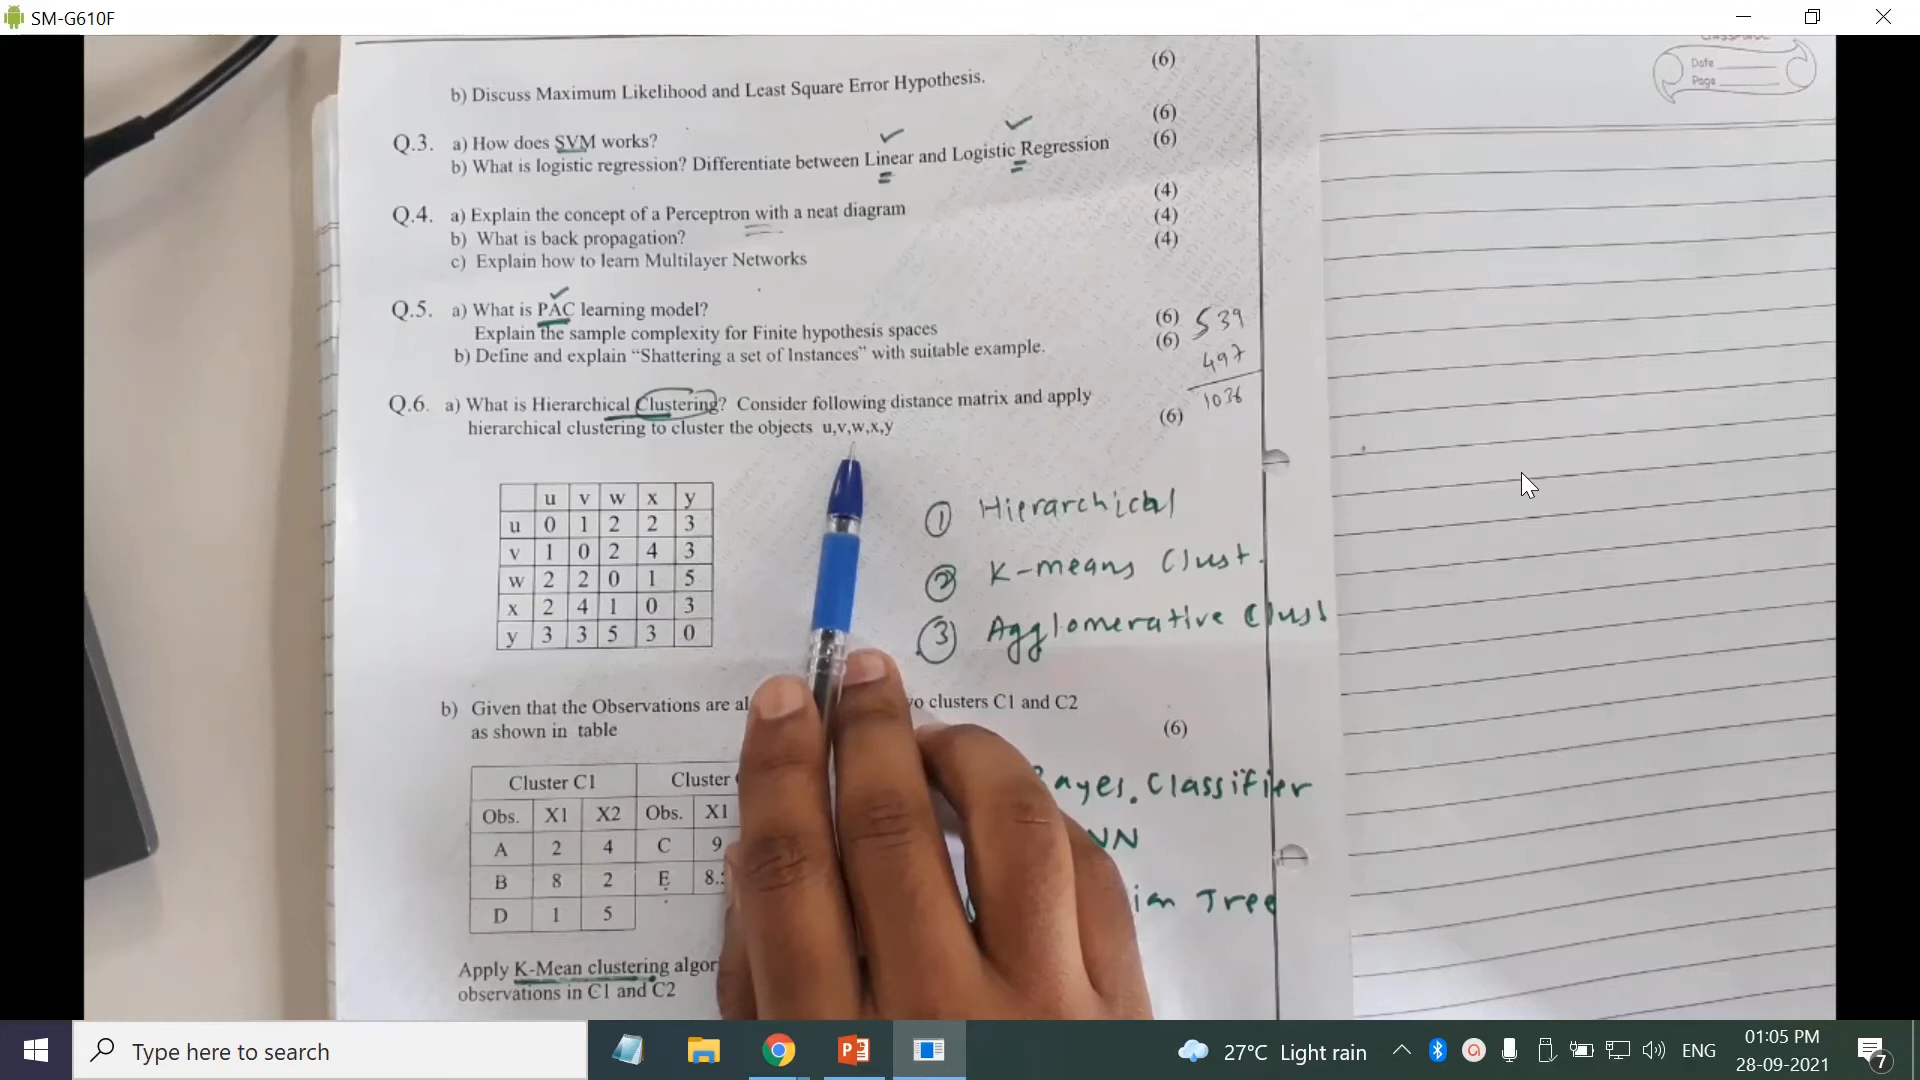 SM-G610F
(6)
b) Discuss Maximum Likelihood and Least Square Error Hypothesis.
Date
Page
(6)
Q.3. a) How does SVM works?
(6)
b) What is logistic regression? Differentiate between Linear and Logistic Regression
(4)
Q.4. a) Explain the concept of a Perceptron with a neat diagram
(4)
b) What is back propagation?
(4)
c) Explain how to learn Multilayer Networks
Q.5. a) What is PAC learning model?
Explain the sample complexity for Finite hypothesis spaces
(6)
b) Define and explain “Shattering a set of Instances” with suitable example.
(6)
539
497
1036
Q.6. a) What is Hierarchical Clustering? Consider following distance matrix and apply
hierarchical clustering to cluster the objects u,v,w,x,y
(6)
u v w x y
u 0 1 2 2 3
v 1 0 2 4 3
w 2 2 0 1 5
x 2 4 1 0 3
y 3 3 5 3 0
① Hierarchical
② K-means Clust.
③ Agglomerative Clust
b) Given that the Observations are clusters C1 and C2
as shown in table
(6)
Cluster C1 Cluster
Obs. X1 X2 Obs. X1
A 2 4 C 9
B 8 2 E 8.
D 1 5
Classifier
Tree
Apply K-Mean clustering
observations in C1 and C2
Type here to search
27°C Light rain
ENG
01:05 PM
28-09-2021
7